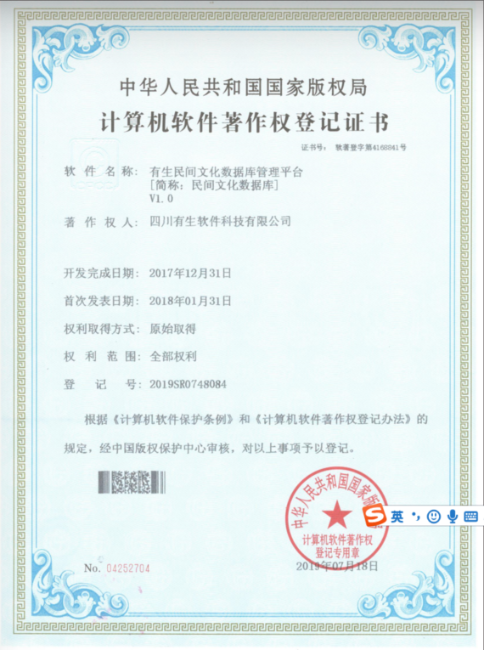 中华人民共和国国家版权局
计算机软件著作权登记证书
证书号： 软著登字第4168841号
软件名称： 有生民间文化数据库管理平台
[简称：民间文化数据库]
V1.0
著作权人： 四川有生软件科技有限公司
开发完成日期： 2017年12月31日
首次发表日期： 2018年01月31日
权利取得方式： 原始取得
权利范围： 全部权利
登记号： 2019SR0748084
根据《计算机软件保护条例》和《计算机软件著作权登记办法》的
规定，经中国版权保护中心审核，对以上事项予以登记。
中华人民共和国国家版
计算机软件著作权
登记专用章
2019年07月18日
No. 04252704
英